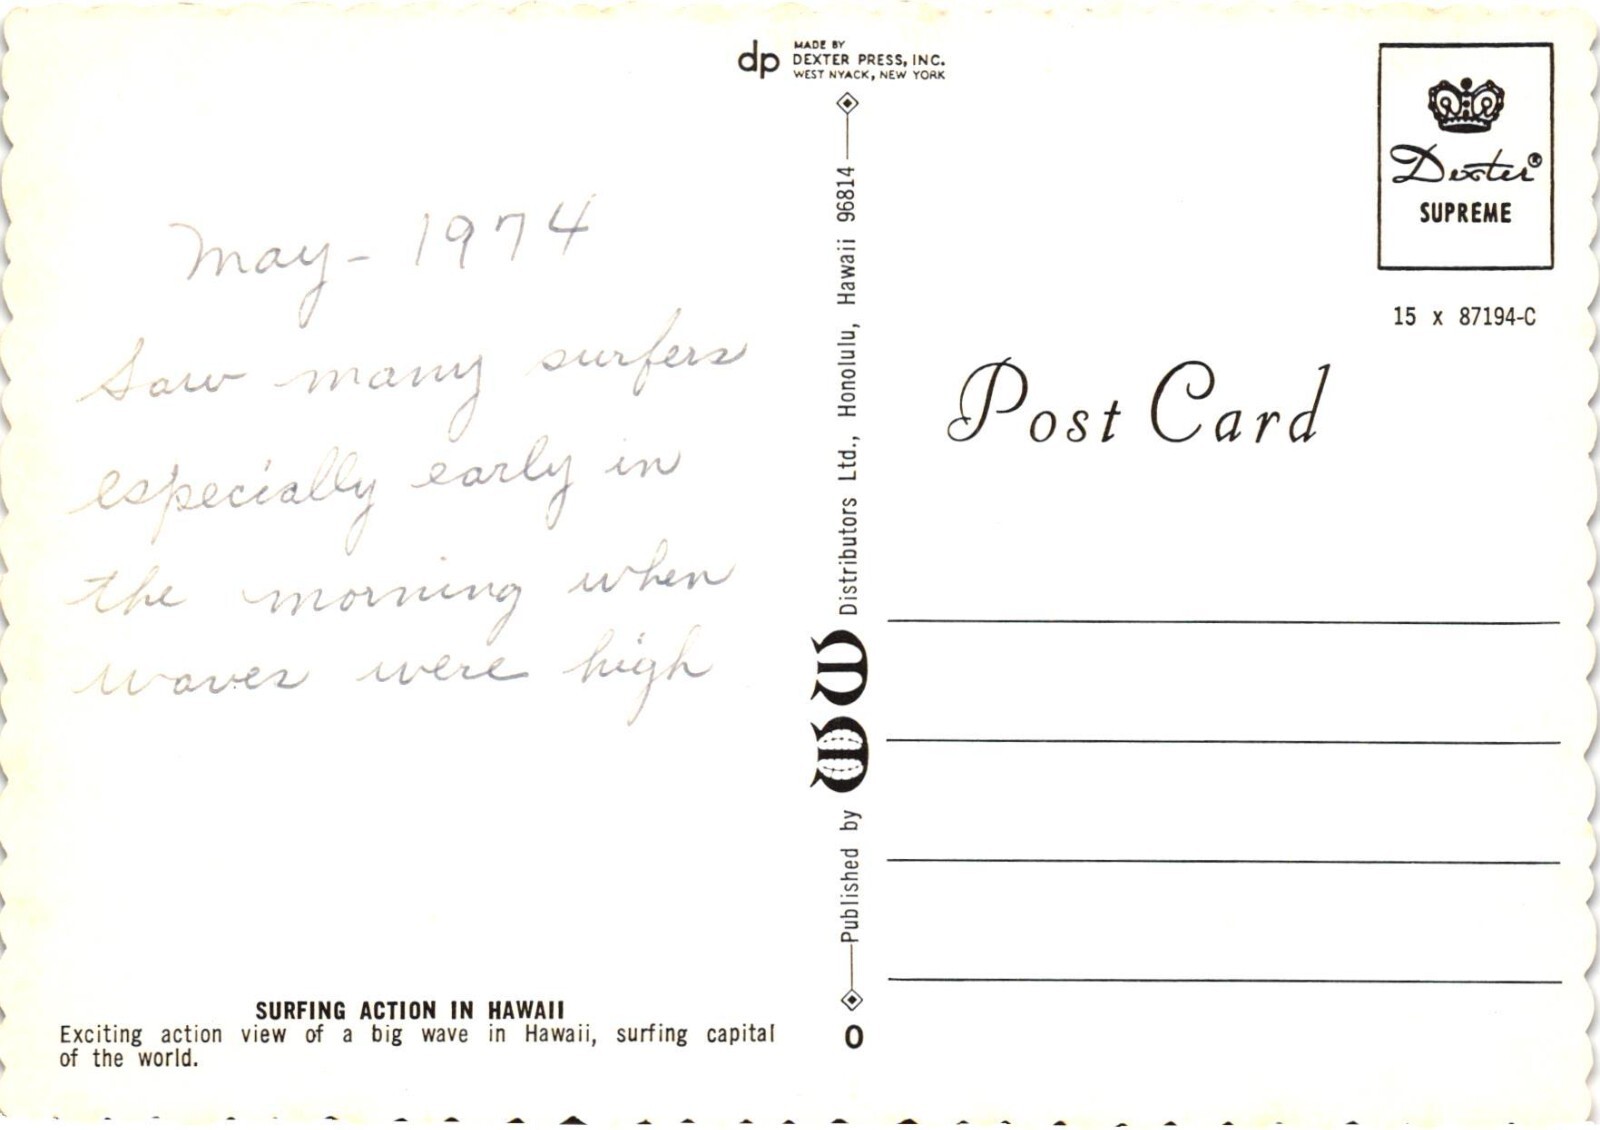 May - 1974
Saw many surfers
especially early in
the morning when
waves were high
SURFING ACTION IN HAWAII
Exciting action view of a big wave in Hawaii, surfing capital
of the world.
dp
MADE BY
DEXTER PRESS, INC.
WEST NYACK, NEW YORK
Published by WW Distributors Ltd., Honolulu, Hawaii 96814
O
Dexter®
SUPREME
15 x 87194-C
Post Card